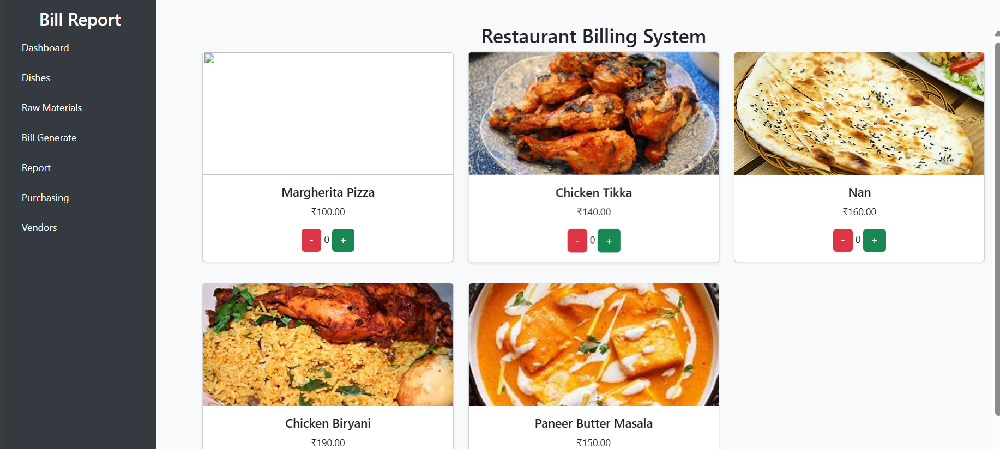 Bill Report
Dashboard
Dishes
Raw Materials
Bill Generate
Report
Purchasing
Vendors
Restaurant Billing System
Margherita Pizza
₹100.00
- 0 +
Chicken Tikka
₹140.00
- 0 +
Nan
₹160.00
- 0 +
Chicken Biryani
₹190.00
Paneer Butter Masala
₹150.00